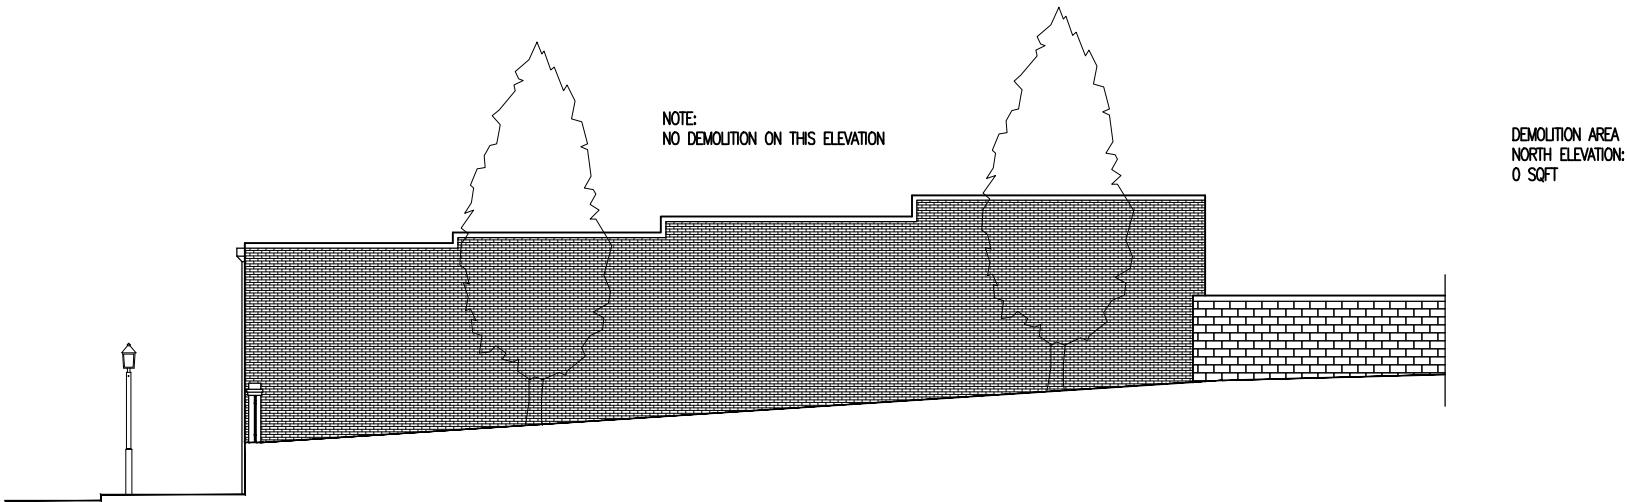 NOTE:
NO DEMOLITION ON THIS ELEVATION
DEMOLITION AREA
NORTH ELEVATION:
0 SQFT